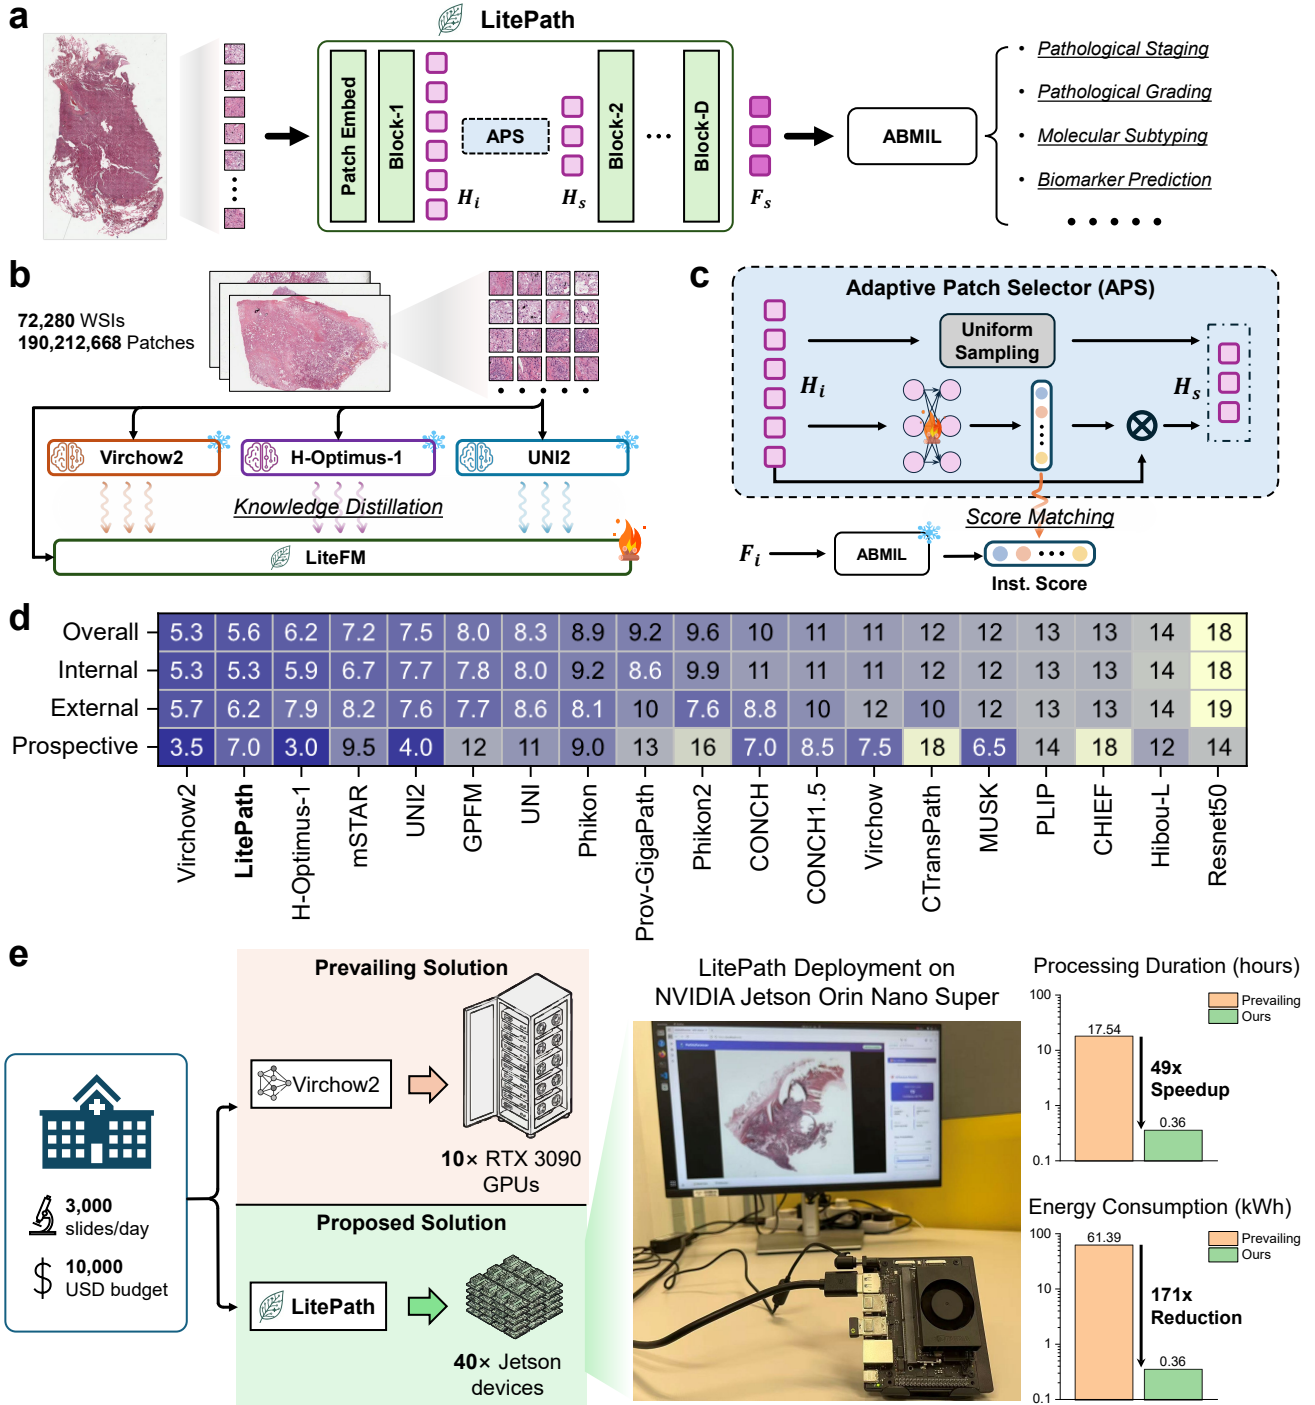 a
LitePath
Patch Embed
Block-1
H_i
APS
H_s
Block-2
Block-D
F_s
ABMIL
• Pathological Staging
• Pathological Grading
• Molecular Subtyping
• Biomarker Prediction
b
72,280 WSIs
190,212,668 Patches
Virchow2
H-Optimus-1
UNI2
Knowledge Distillation
LiteFM
c
Adaptive Patch Selector (APS)
Uniform
Sampling
H_i
H_s
Score Matching
F_i
ABMIL
Inst. Score
d
Overall 5.3 5.6 6.2 7.2 7.5 8.0 8.3 8.9 9.2 9.6 10 11 11 12 12 13 13 14 18
Internal 5.3 5.3 5.9 6.7 7.7 7.8 8.0 9.2 8.6 9.9 11 11 11 12 12 13 13 14 18
External 5.7 6.2 7.9 8.2 7.6 7.7 8.6 8.1 10 7.6 8.8 10 12 10 12 13 13 14 19
Prospective 3.5 7.0 3.0 9.5 4.0 12 11 9.0 13 16 7.0 8.5 7.5 18 6.5 14 18 12 14
Virchow2
LitePath
H-Optimus-1
mSTAR
UNI2
GPFM
UNI
Phikon
Prov-GigaPath
Phikon2
CONCH
CONCH1.5
Virchow
CTransPath
MUSK
PLIP
CHIEF
Hibou-L
Resnet50
e
3,000
slides/day
10,000
USD budget
Prevailing Solution
Virchow2
10× RTX 3090
GPUs
Proposed Solution
LitePath
40× Jetson
devices
LitePath Deployment on
NVIDIA Jetson Orin Nano Super
Processing Duration (hours)
100
10
1
0.1
Prevailing
Ours
17.54
49x
Speedup
0.36
Energy Consumption (kWh)
100
10
1
0.1
Prevailing
Ours
61.39
171x
Reduction
0.36